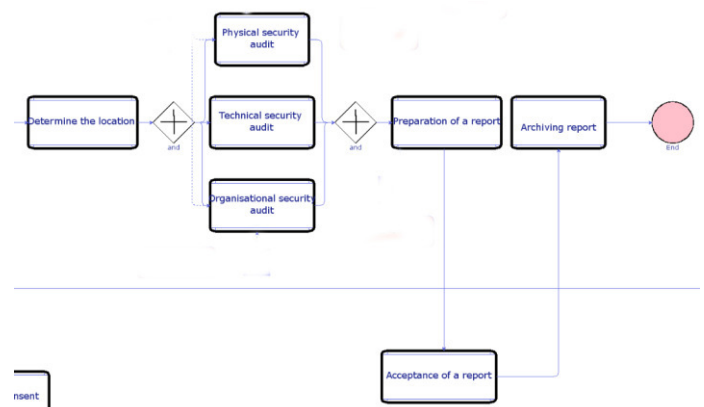 Physical security
audit
Determine the location
and
Technical security
audit
and
Preparation of a report
Archiving report
End
Organisational security
audit
Acceptance of a report
nsent